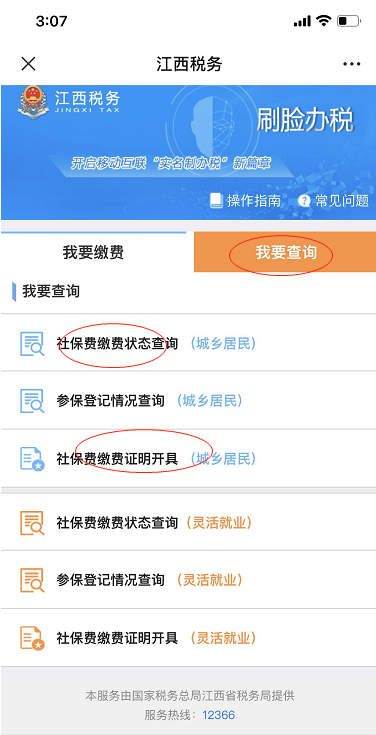 3:07
江西税务
江西税务
JINGXI TAX
刷脸办税
开启移动互联“实名制办税”新篇章
操作指南 常见问题
我要缴费 我要查询
我要查询
社保费缴费状态查询 （城乡居民）
参保登记情况查询 （城乡居民）
社保费缴费证明开具 （城乡居民）
社保费缴费状态查询 （灵活就业）
参保登记情况查询 （灵活就业）
社保费缴费证明开具 （灵活就业）
本服务由国家税务总局江西省税务局提供
服务热线：12366